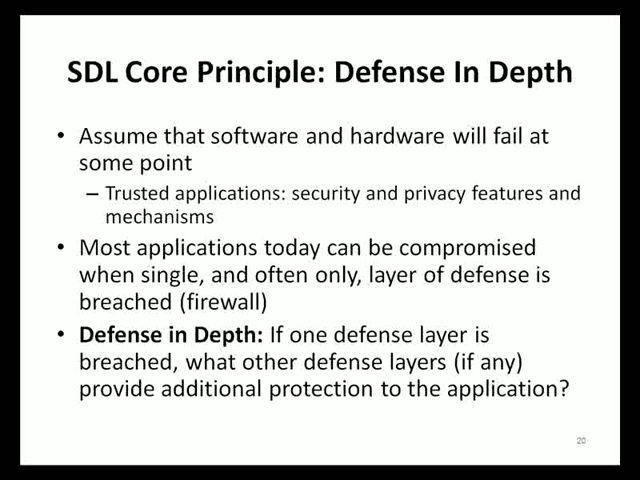 SDL Core Principle: Defense In Depth
• Assume that software and hardware will fail at
some point
– Trusted applications: security and privacy features and
mechanisms
• Most applications today can be compromised
when single, and often only, layer of defense is
breached (firewall)
• Defense in Depth: If one defense layer is
breached, what other defense layers (if any)
provide additional protection to the application?
20